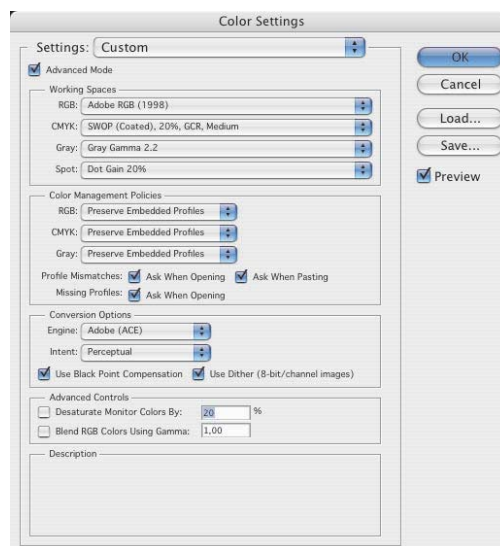 Color Settings
Settings: Custom
OK
Advanced Mode
Cancel
Working Spaces
RGB: Adobe RGB (1998)
CMYK: SWOP (Coated), 20%, GCR, Medium
Load...
Gray: Gray Gamma 2.2
Save...
Spot: Dot Gain 20%
Preview
Color Management Policies
RGB: Preserve Embedded Profiles
CMYK: Preserve Embedded Profiles
Gray: Preserve Embedded Profiles
Profile Mismatches: Ask When Opening Ask When Pasting
Missing Profiles: Ask When Opening
Conversion Options
Engine: Adobe (ACE)
Intent: Perceptual
Use Black Point Compensation Use Dither (8-bit/channel images)
Advanced Controls
Desaturate Monitor Colors By: 20 %
Blend RGB Colors Using Gamma: 1,00
Description